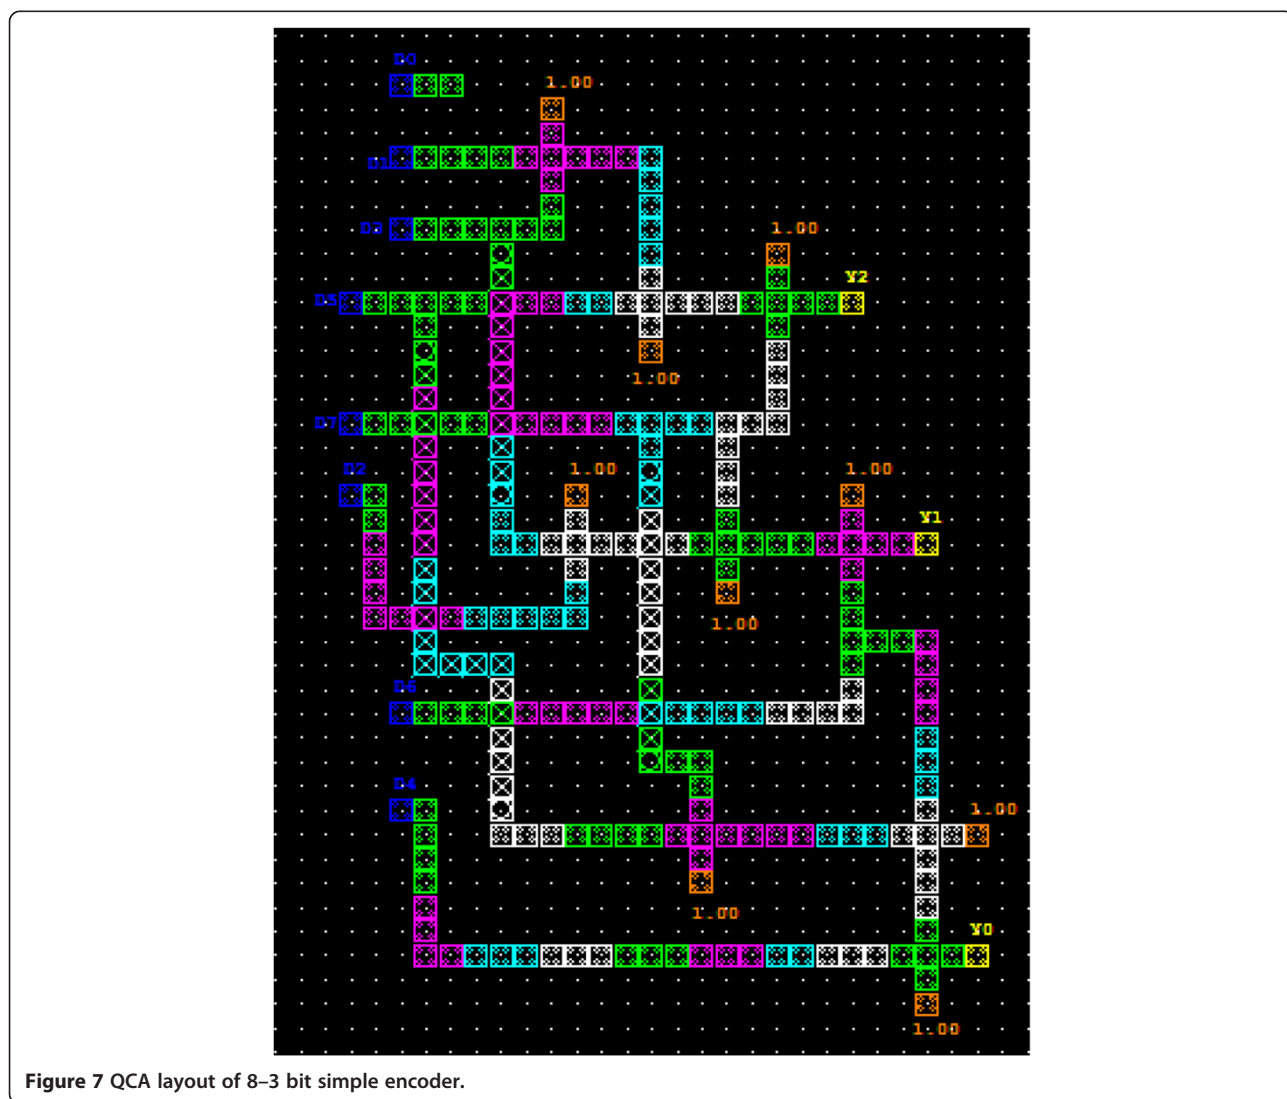 D0
1.00
D1
D3
1.00
Y2
D5
1.00
D7
D2
1.00
1.00
Y1
1.00
D6
D4
1.00
1.00
Y0
1.00
Figure 7 QCA layout of 8–3 bit simple encoder.